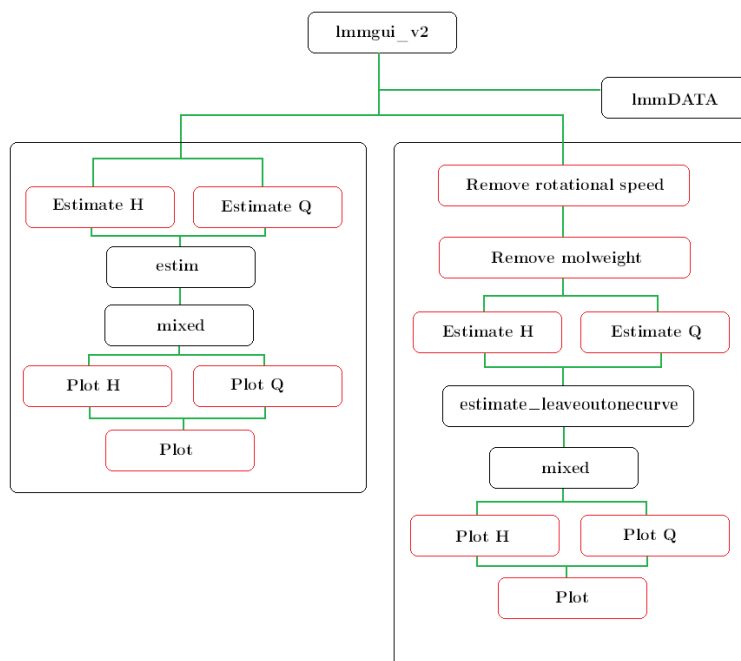 lmmgui_v2
lmmDATA
Estimate H
Estimate Q
estim
mixed
Plot H
Plot Q
Plot
Remove rotational speed
Remove molweight
Estimate H
Estimate Q
estimate_leaveoutonecurve
mixed
Plot H
Plot Q
Plot